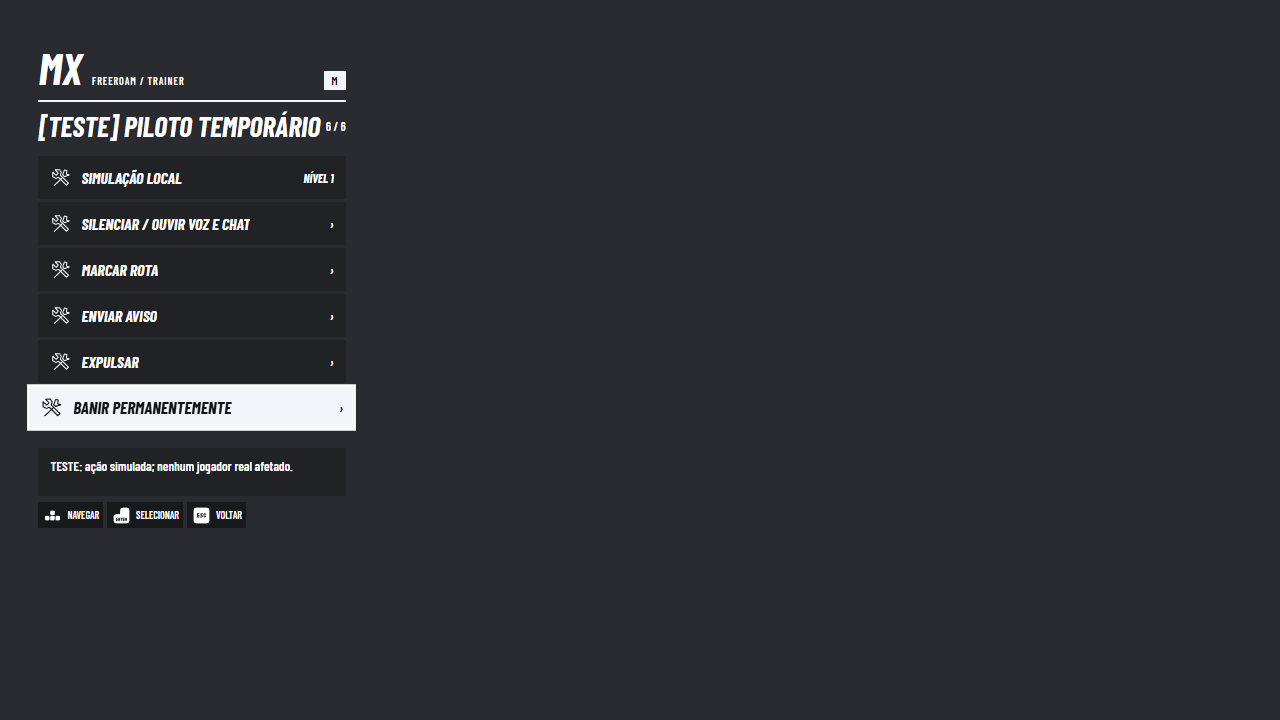 MX FREEROAM / TRAINER M
[TESTE] PILOTO TEMPORÁRIO 6 / 6
SIMULAÇÃO LOCAL NÍVEL 1
SILENCIAR / OUVIR VOZ E CHAT ›
MARCAR ROTA ›
ENVIAR AVISO ›
EXPULSAR ›
BANIR PERMANENTEMENTE ›
TESTE: ação simulada; nenhum jogador real afetado.
NAVEGAR ENTER SELECIONAR ESC VOLTAR